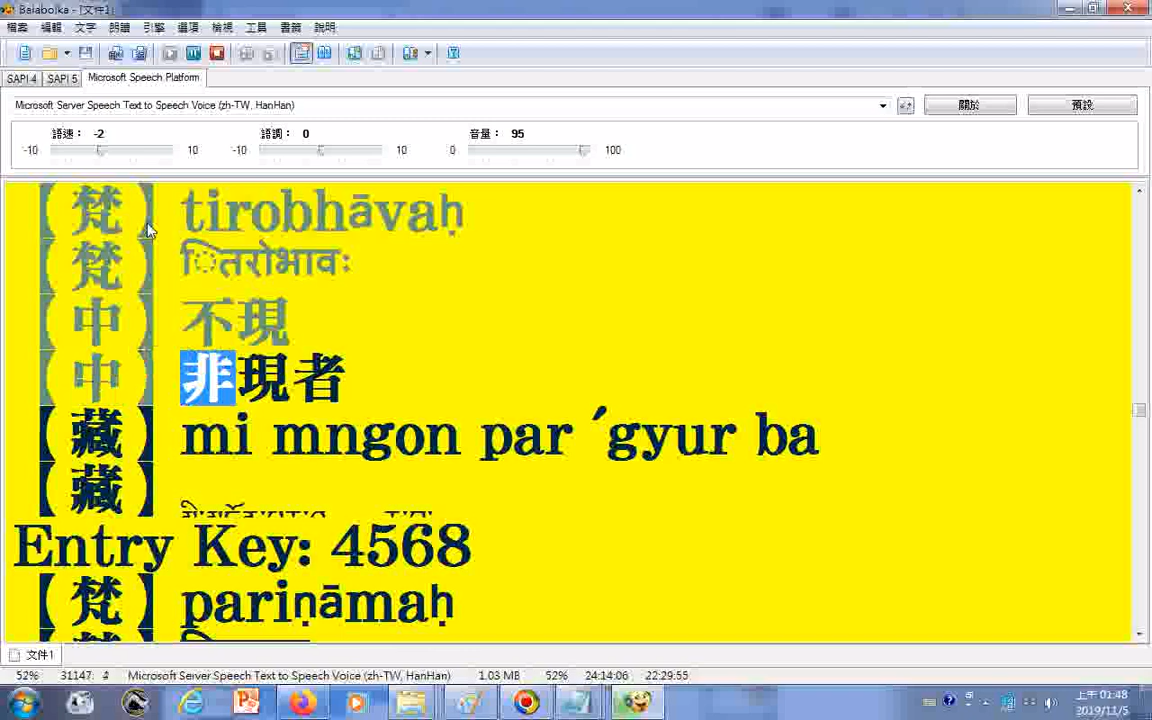 Balabolka - [文件1]
檔案 編輯 文字 朗讀 引擎 選項 檢視 工具 書籤 說明
SAPI 4 SAPI 5 Microsoft Speech Platform
Microsoft Server Speech Text to Speech Voice (zh-TW, HanHan) 關於 預設
語速: -2 語調: 0 音量: 95
-10 10 -10 10 0 100
【梵】 tirobhāvaḥ
【梵】 ितरोभावः
【中】 不現
【中】 非現者
【藏】 mi mngon par ´gyur ba
【藏】
Entry Key: 4568
【梵】 pariṇāmaḥ
文件1
52% 31147: # Microsoft Server Speech Text to Speech Voice (zh-TW, HanHan) 1.03 MB 52% 24:14:06 22:29:55
上午 01:48
2019/11/5